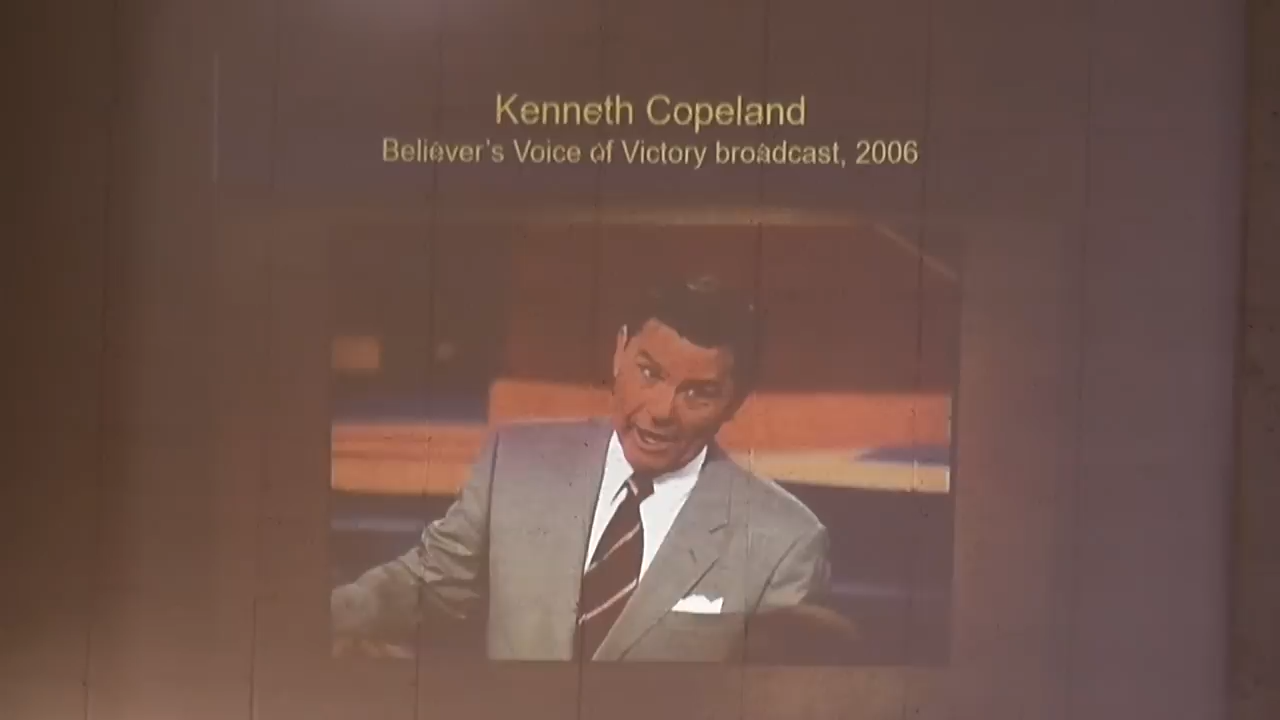 Kenneth Copeland
Believer's Voice of Victory broadcast, 2006